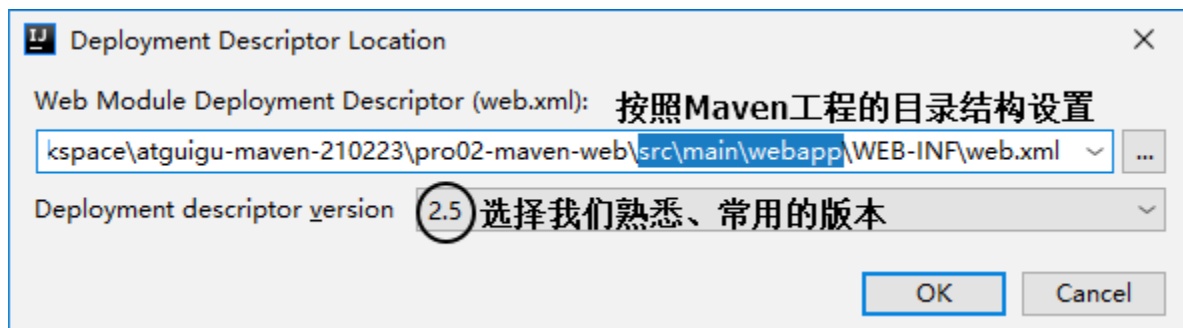 Deployment Descriptor Location
Web Module Deployment Descriptor (web.xml): 按照Maven工程的目录结构设置
kspace\atguigu-maven-210223\pro02-maven-web\src\main\webapp\WEB-INF\web.xml ...
Deployment descriptor version 2.5 选择我们熟悉、常用的版本
OK Cancel